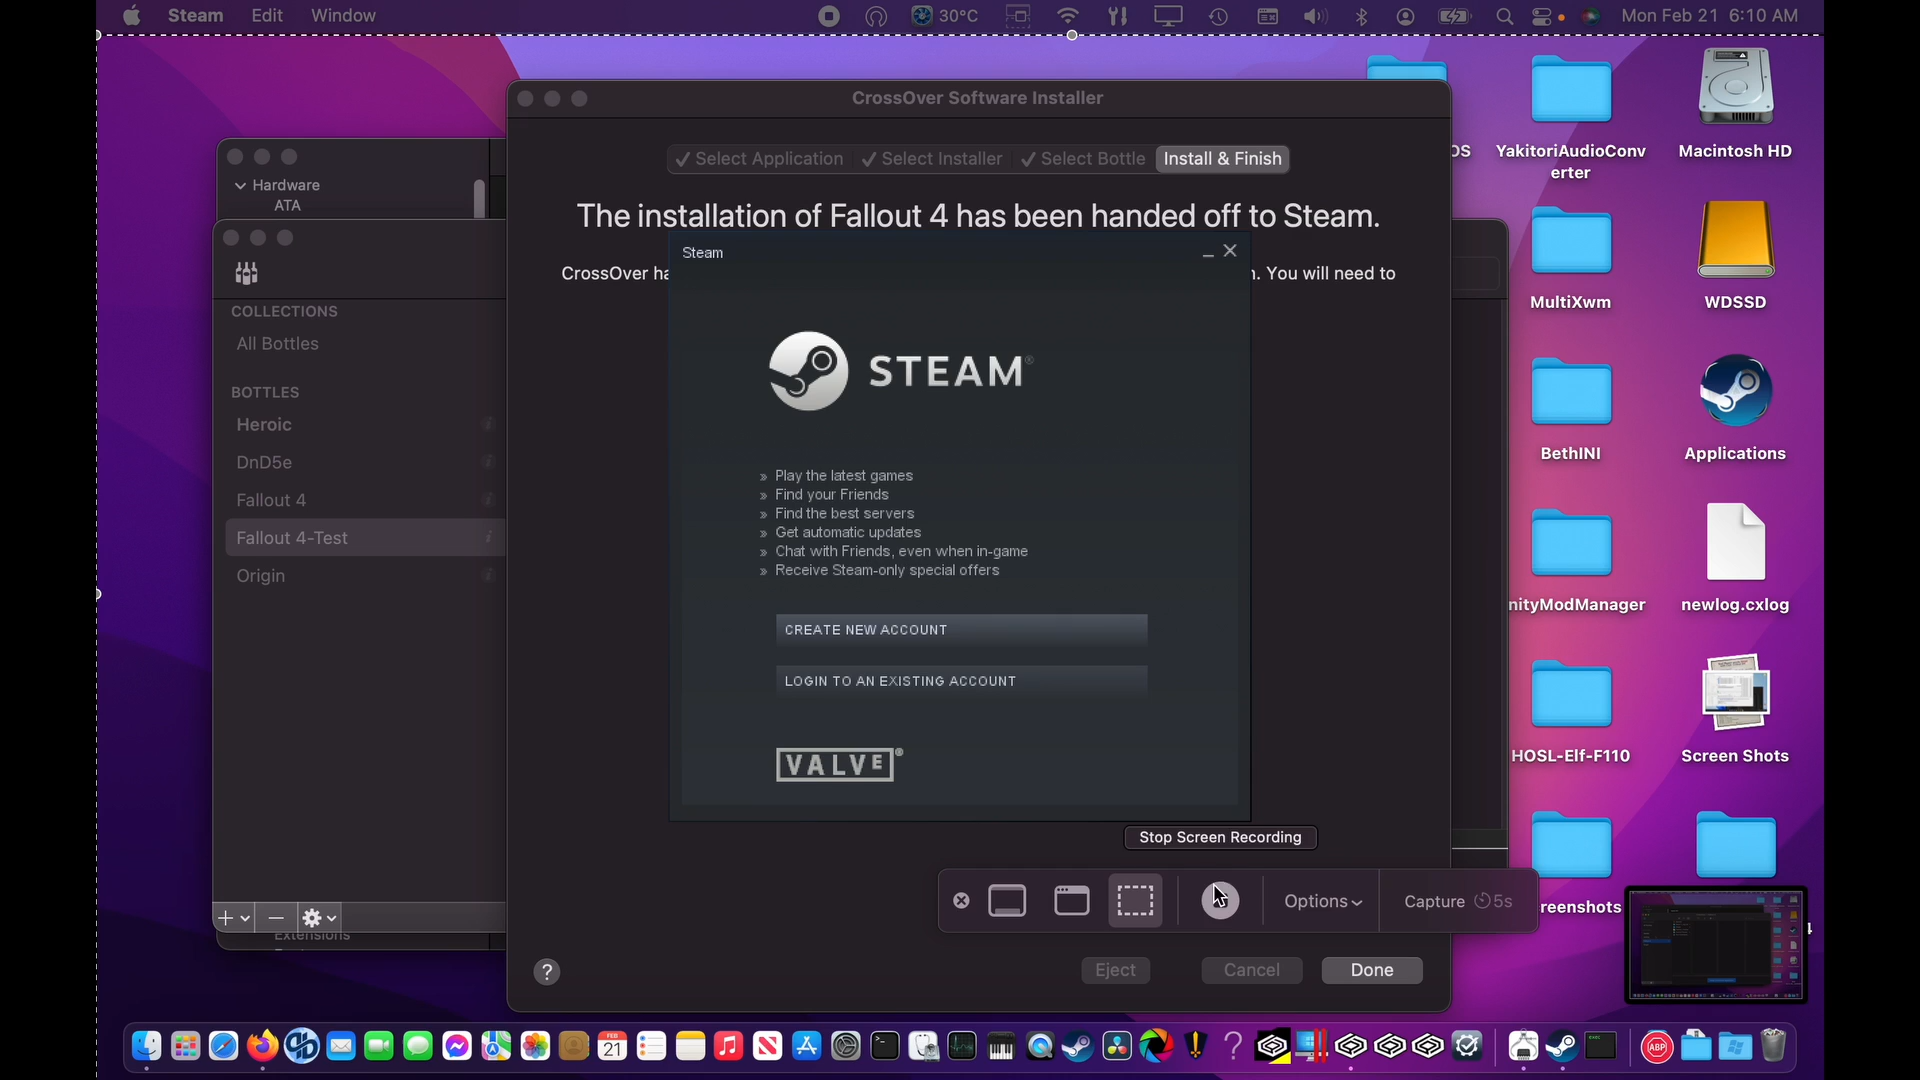 Steam Edit Window 30°C Mon Feb 21 6:10 AM
CrossOver Software Installer
✓ Select Application ✓ Select Installer ✓ Select Bottle Install & Finish
The installation of Fallout 4 has been handed off to Steam.
CrossOver ha
. You will need to
Hardware
ATA
COLLECTIONS
All Bottles
BOTTLES
Heroic
DnD5e
Fallout 4
Fallout 4-Test
Origin
Extensions
Steam
STEAM®
» Play the latest games
» Find your Friends
» Find the best servers
» Get automatic updates
» Chat with Friends, even when in-game
» Receive Steam-only special offers
CREATE NEW ACCOUNT
LOGIN TO AN EXISTING ACCOUNT
VALVE®
Stop Screen Recording
Options
Capture 5s
?
Eject Cancel Done
OS
YakitoriAudioConv
erter
Macintosh HD
MultiXwm
WDSSD
BethINI
Applications
nityModManager
newlog.cxlog
HOSL-Elf-F110
Screen Shots
reenshots
4
FEB
21
ABP